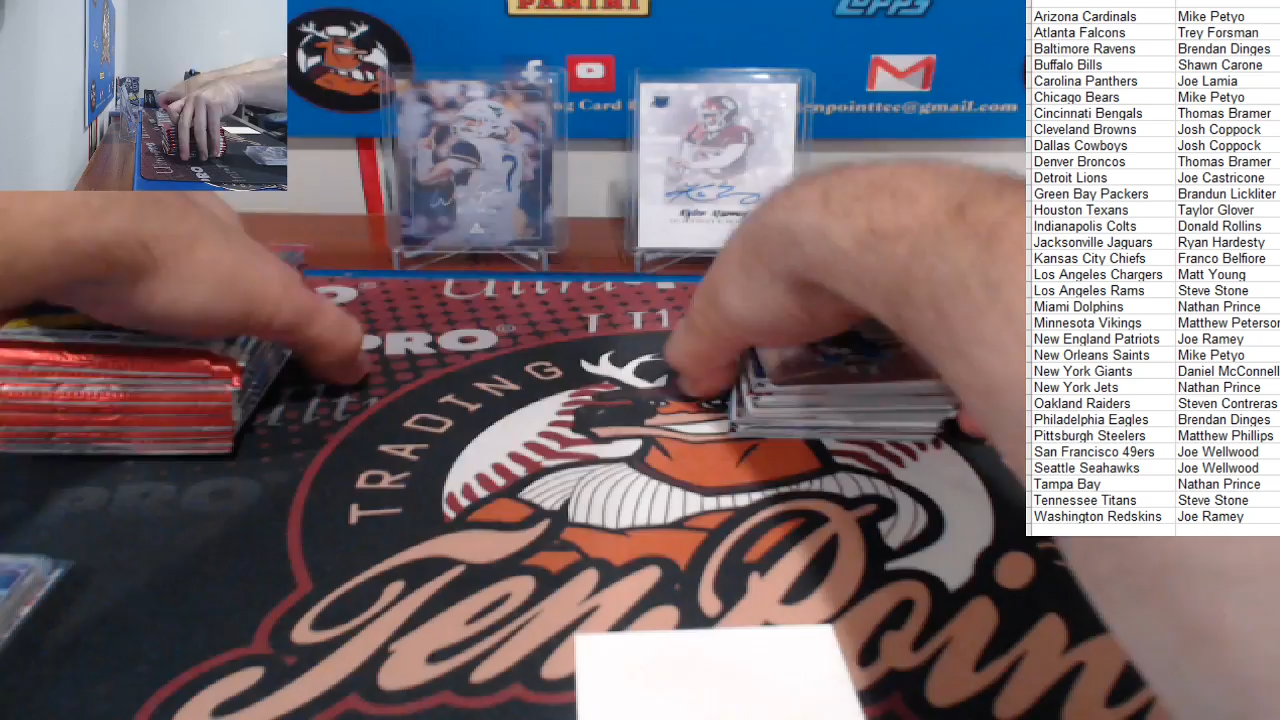 PANINI
TOPPS
ng Card
tenpointtcc@gmail.com
Ultra
PRO
TRADING
Ten Poin
Arizona Cardinals Mike Petyo
Atlanta Falcons Trey Forsman
Baltimore Ravens Brendan Dinges
Buffalo Bills Shawn Carone
Carolina Panthers Joe Lamia
Chicago Bears Mike Petyo
Cincinnati Bengals Thomas Bramer
Cleveland Browns Josh Coppock
Dallas Cowboys Josh Coppock
Denver Broncos Thomas Bramer
Detroit Lions Joe Castricone
Green Bay Packers Brandun Lickliter
Houston Texans Taylor Glover
Indianapolis Colts Donald Rollins
Jacksonville Jaguars Ryan Hardesty
Kansas City Chiefs Franco Belfiore
Los Angeles Chargers Matt Young
Los Angeles Rams Steve Stone
Miami Dolphins Nathan Prince
Minnesota Vikings Matthew Peterson
New England Patriots Joe Ramey
New Orleans Saints Mike Petyo
New York Giants Daniel McConnell
New York Jets Nathan Prince
Oakland Raiders Steven Contreras
Philadelphia Eagles Brendan Dinges
Pittsburgh Steelers Matthew Phillips
San Francisco 49ers Joe Wellwood
Seattle Seahawks Joe Wellwood
Tampa Bay Nathan Prince
Tennessee Titans Steve Stone
Washington Redskins Joe Ramey